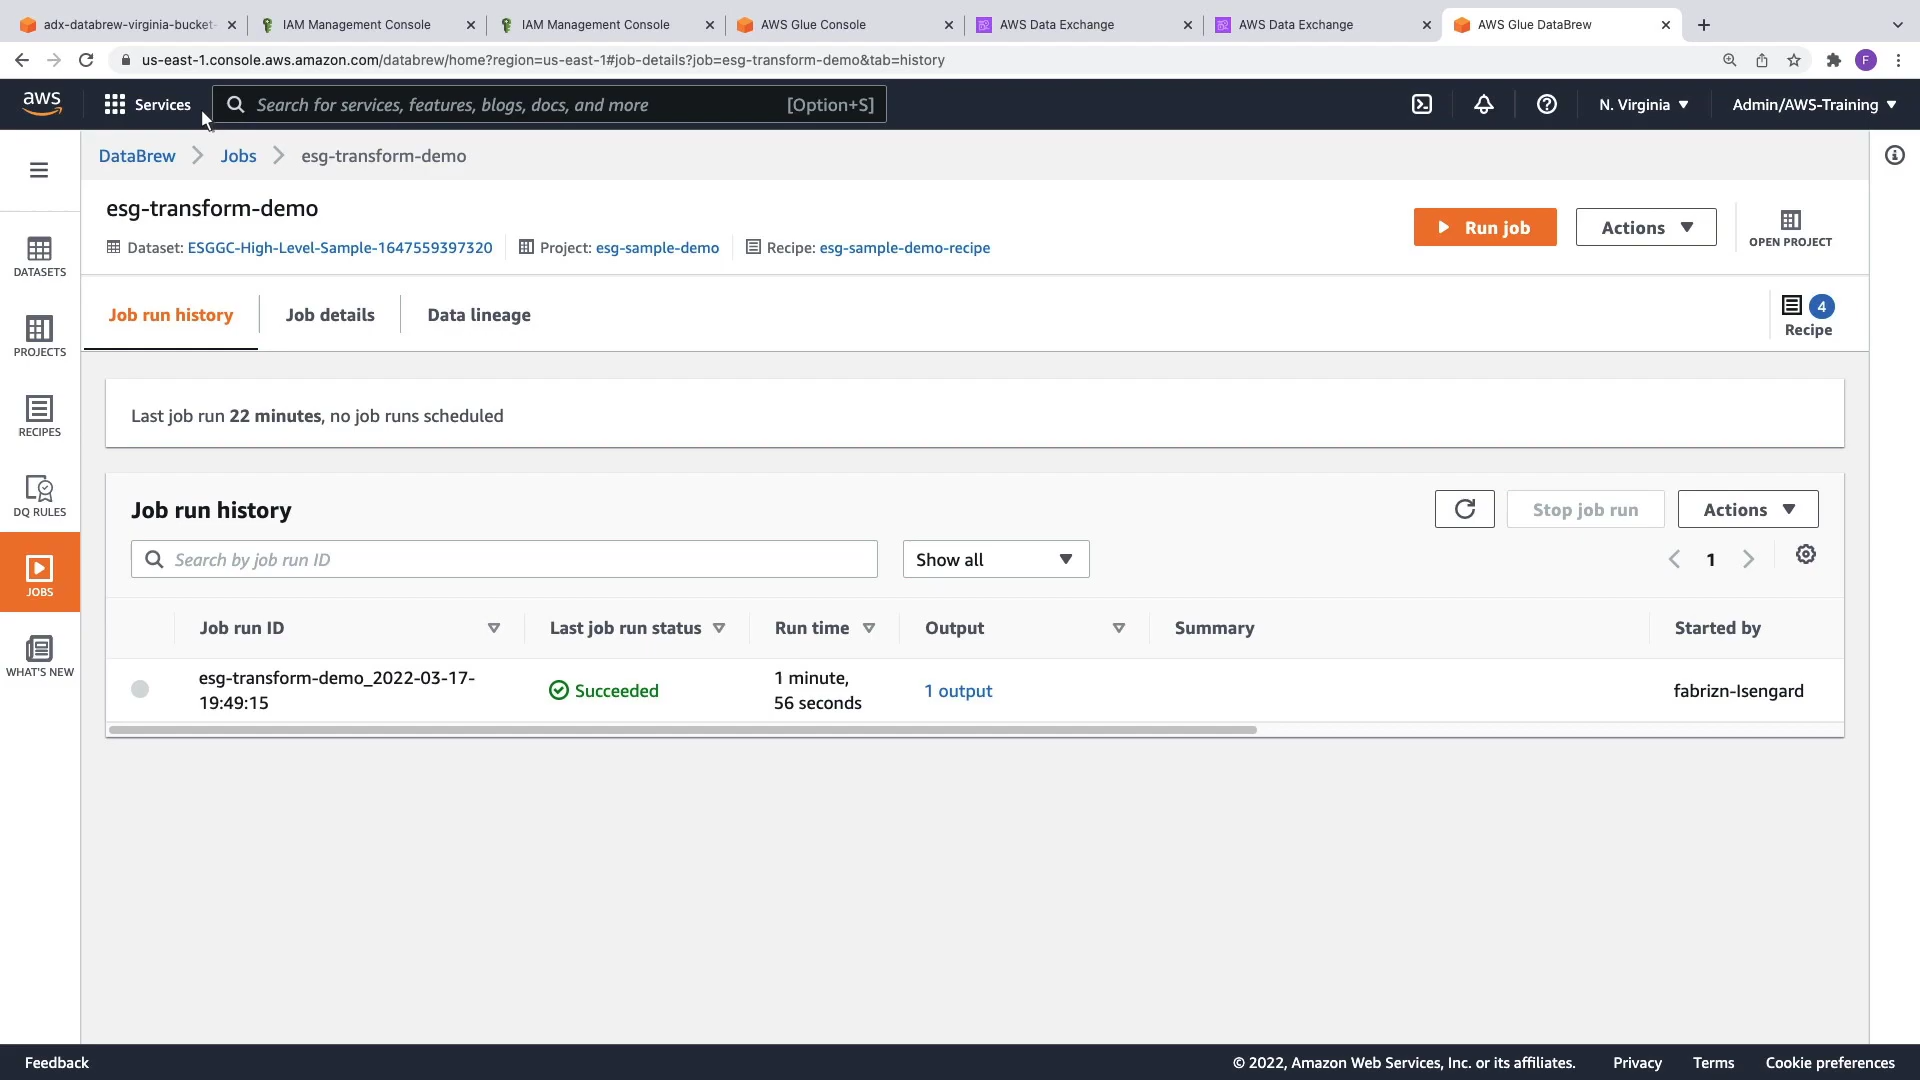 adx-databrew-virginia-bucket-
IAM Management Console
IAM Management Console
AWS Glue Console
AWS Data Exchange
AWS Data Exchange
AWS Glue DataBrew
us-east-1.console.aws.amazon.com/databrew/home?region=us-east-1#job-details?job=esg-transform-demo&tab=history
F
aws
Services
Search for services, features, blogs, docs, and more
[Option+S]
N. Virginia
Admin/AWS-Training
DataBrew
Jobs
esg-transform-demo
esg-transform-demo
Dataset: ESGGC-High-Level-Sample-1647559397320
Project: esg-sample-demo
Recipe: esg-sample-demo-recipe
Run job
Actions
OPEN PROJECT
DATASETS
PROJECTS
RECIPES
DQ RULES
JOBS
WHAT'S NEW
Job run history
Job details
Data lineage
4
Recipe
Last job run 22 minutes, no job runs scheduled
Job run history
Stop job run
Actions
Search by job run ID
Show all
1
Job run ID
Last job run status
Run time
Output
Summary
Started by
esg-transform-demo_2022-03-17-
19:49:15
Succeeded
1 minute,
56 seconds
1 output
fabrizn-Isengard
Feedback
© 2022, Amazon Web Services, Inc. or its affiliates.
Privacy
Terms
Cookie preferences